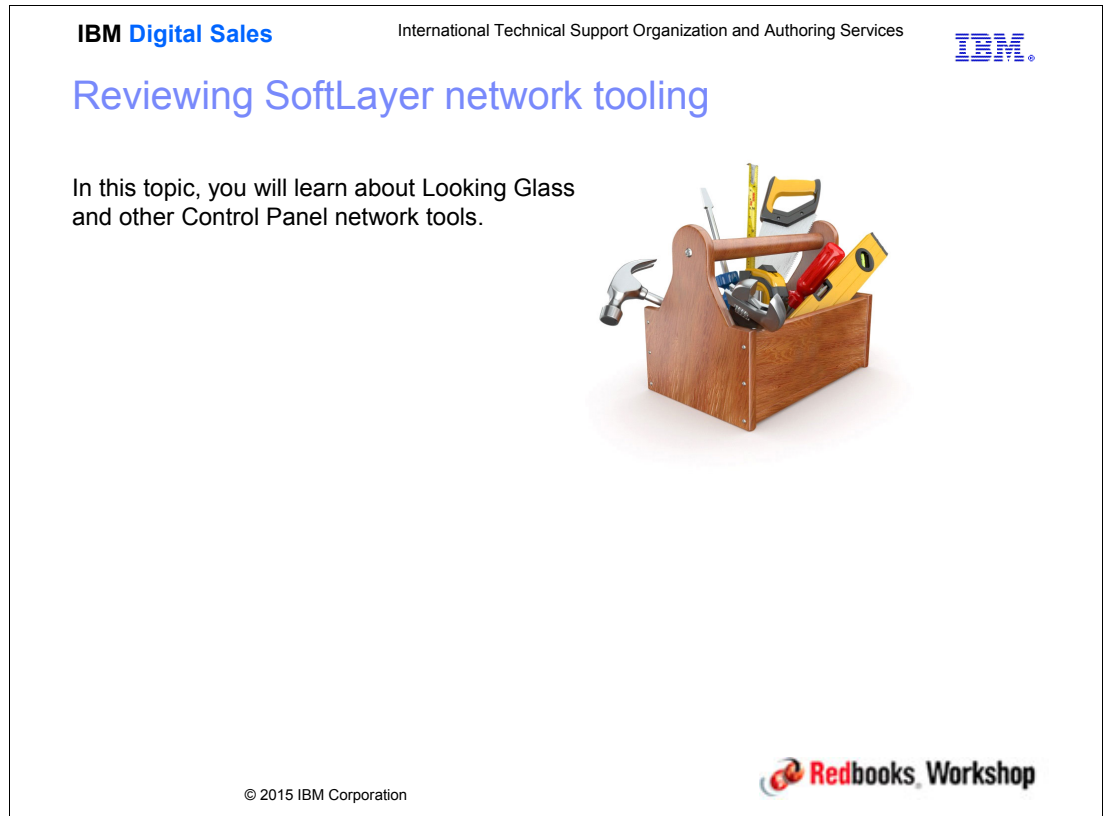 IBM Digital Sales
International Technical Support Organization and Authoring Services
IBM®
Reviewing SoftLayer network tooling
In this topic, you will learn about Looking Glass
and other Control Panel network tools.
© 2015 IBM Corporation
Redbooks® Workshop